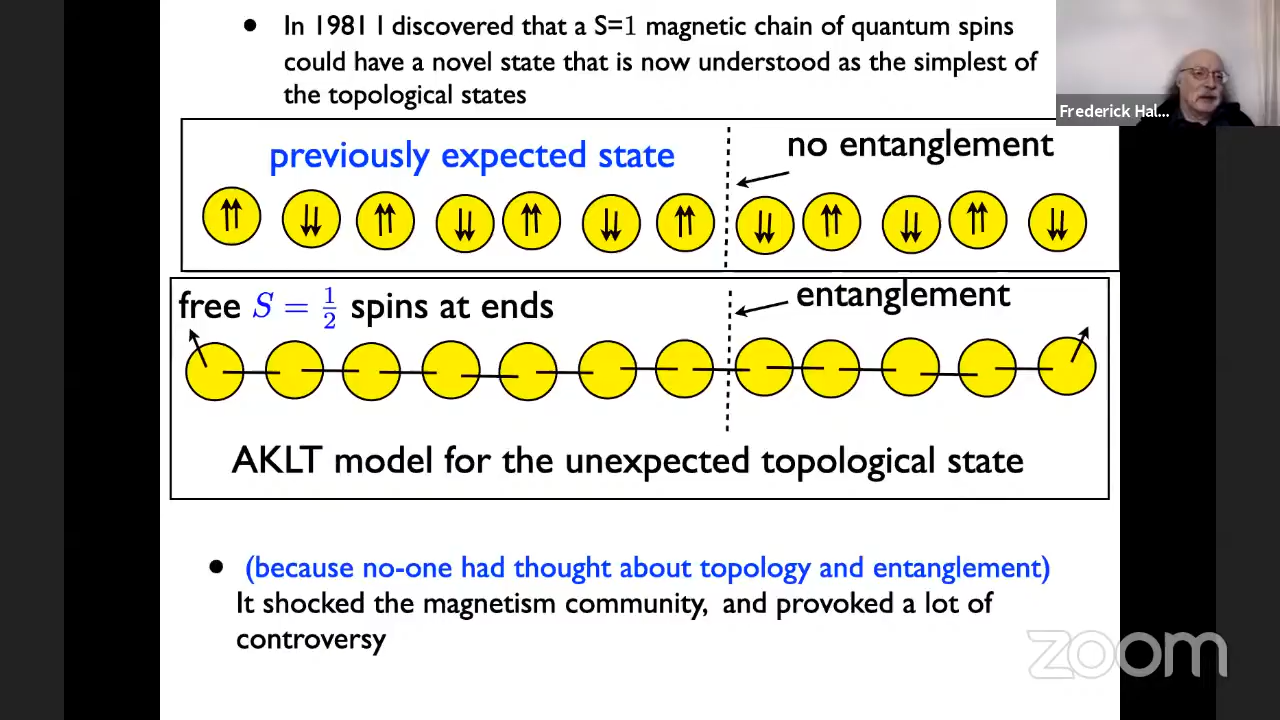 • In 1981 I discovered that a S=1 magnetic chain of quantum spins
could have a novel state that is now understood as the simplest of
the topological states
Frederick Hal...
previously expected state
no entanglement
free S = 1/2 spins at ends
entanglement
AKLT model for the unexpected topological state
• (because no-one had thought about topology and entanglement)
It shocked the magnetism community, and provoked a lot of
controversy
zoom